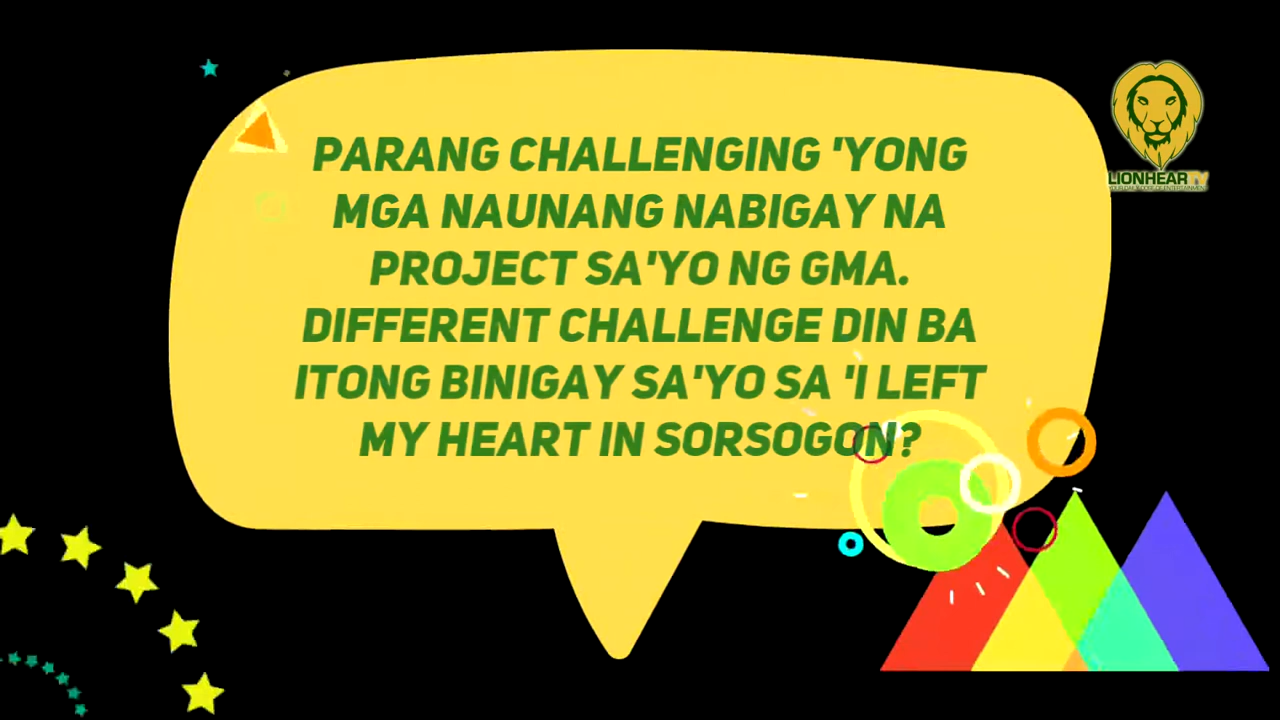 PARANG CHALLENGING 'YONG
MGA NAUNANG NABIGAY NA
PROJECT SA'YO NG GMA.
DIFFERENT CHALLENGE DIN BA
ITONG BINIGAY SA'YO SA 'I LEFT
MY HEART IN SORSOGON?
LIONHEARTV